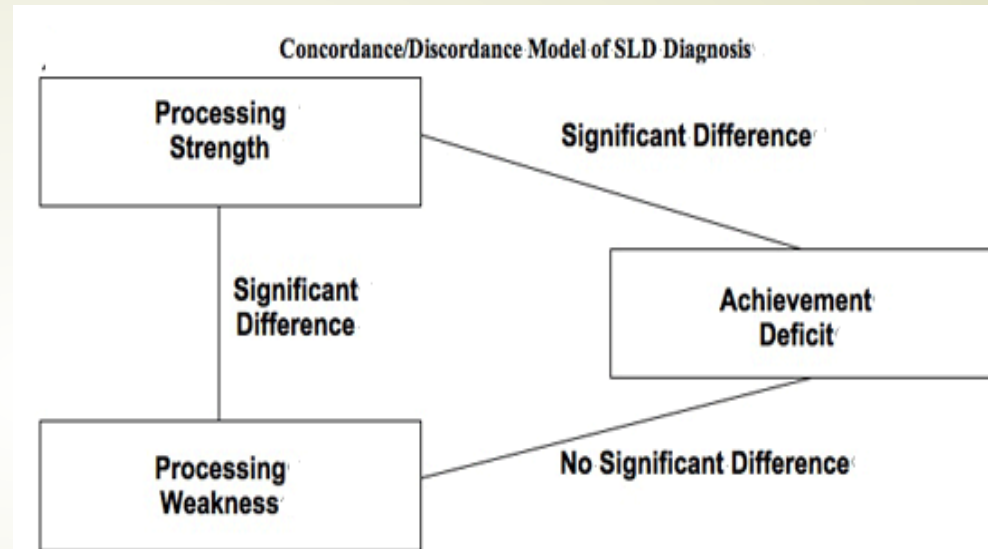 Concordance/Discordance Model of SLD Diagnosis
Processing
Strength
Significant Difference
Significant
Difference
Achievement
Deficit
Processing
Weakness
No Significant Difference